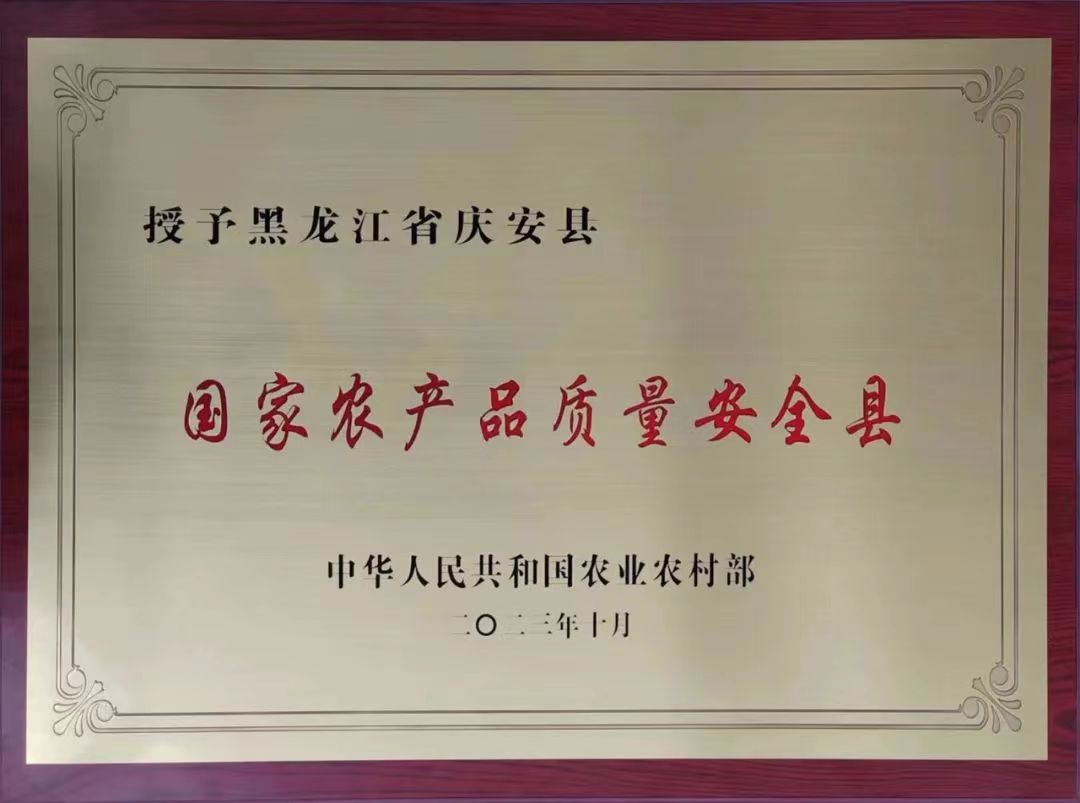 授予黑龙江省庆安县
国家农产品质量安全县
中华人民共和国农业农村部
二〇二三年十月